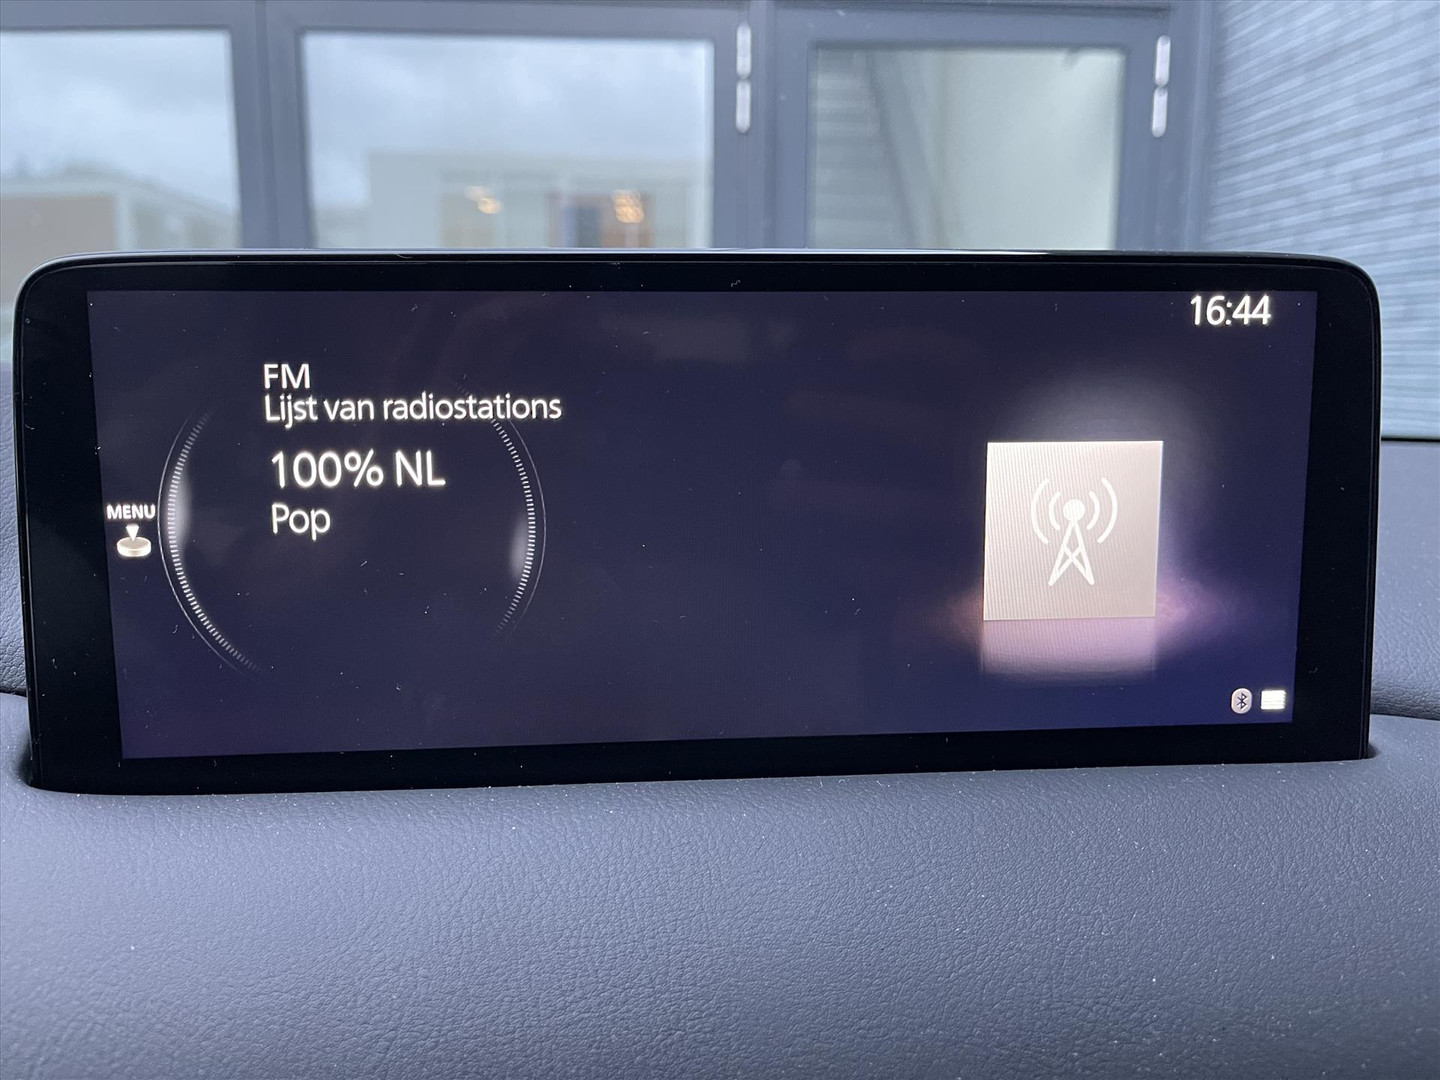 16:44
FM
Lijst van radiostations
100% NL
Pop
MENU